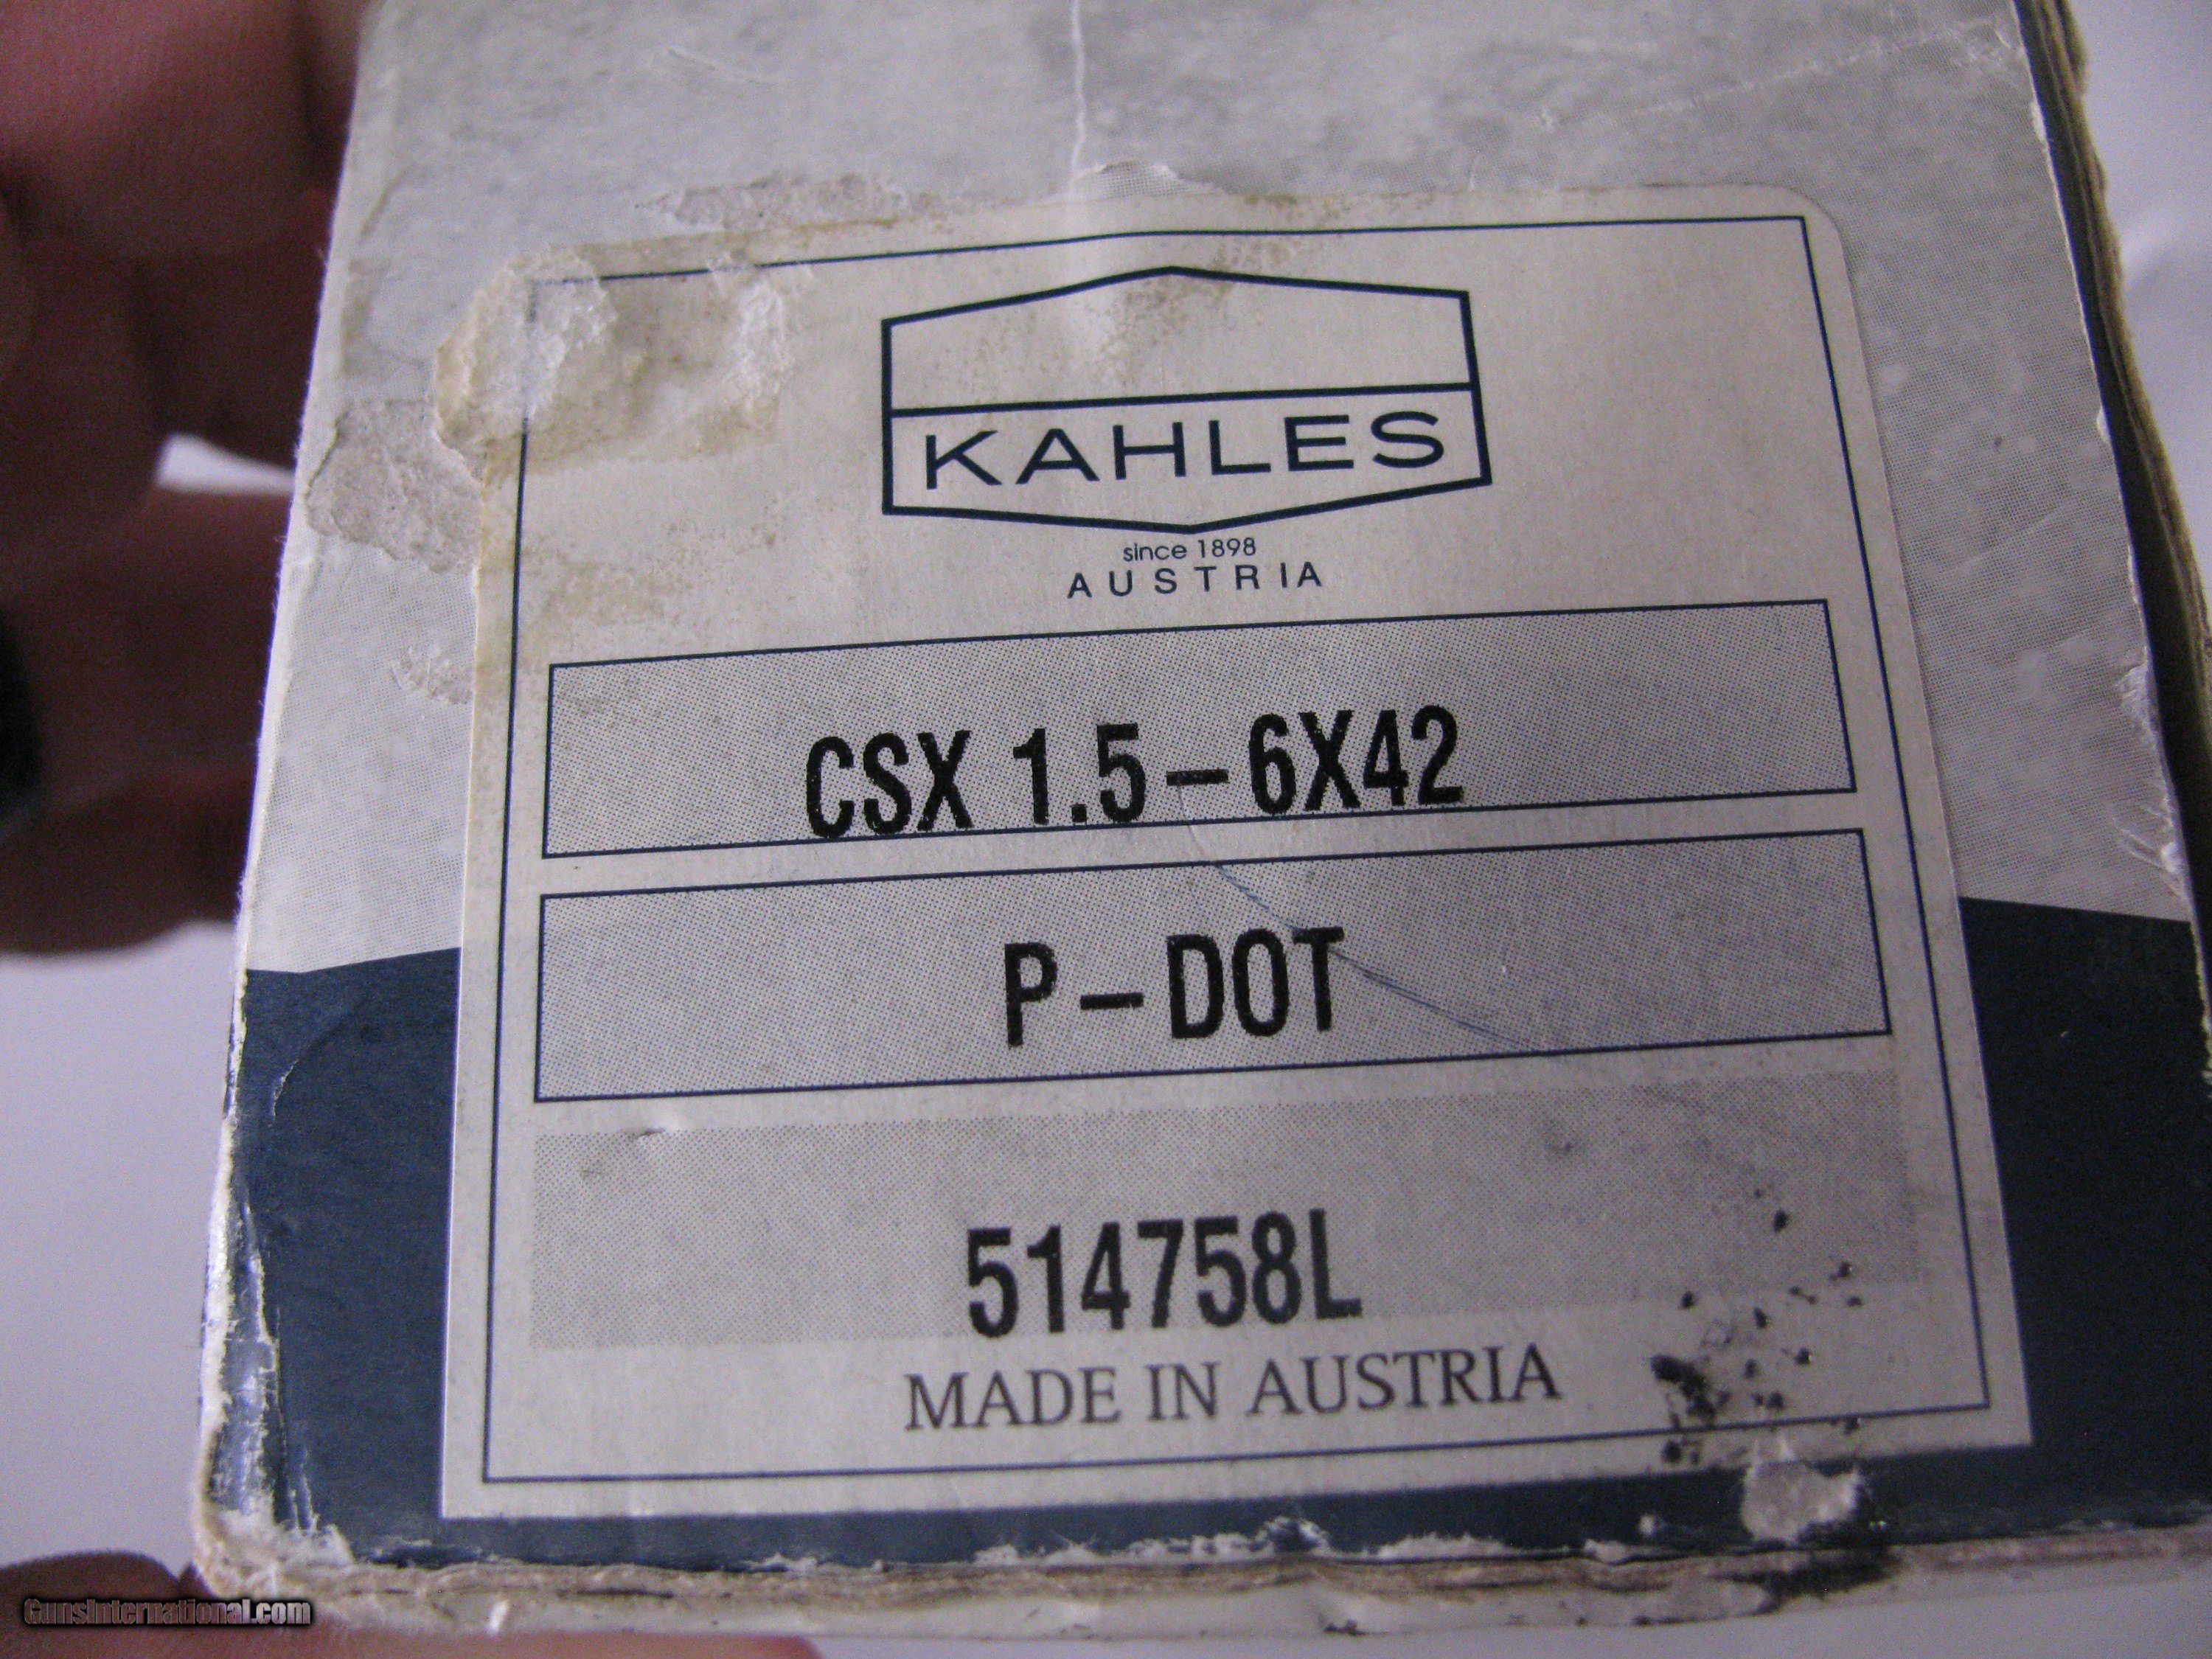 KAHLES
since 1898
AUSTRIA
CSX 1.5-6X42
P-DOT
514758L
MADE IN AUSTRIA
GunsInternational.com